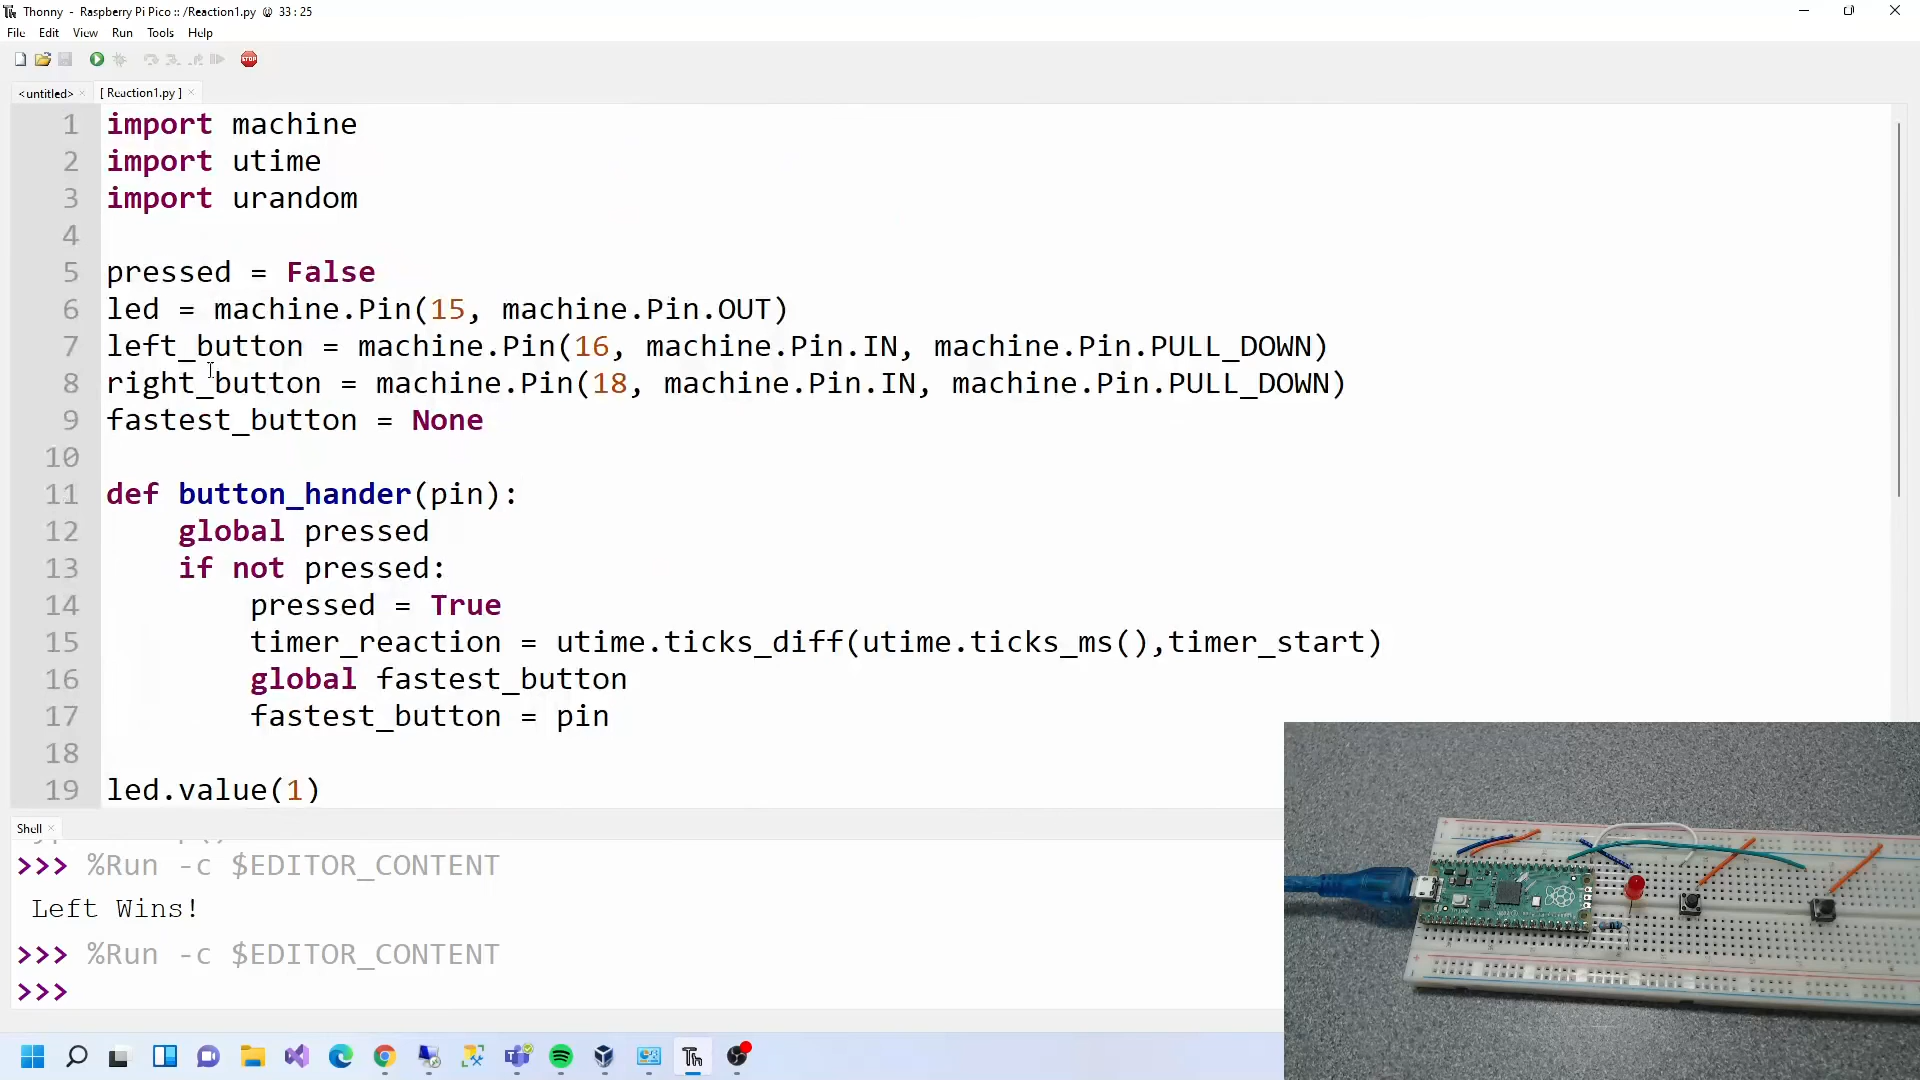 Thonny - Raspberry Pi Pico :: /Reaction1.py @ 33 : 25
File Edit View Run Tools Help
STOP
<untitled> × [ Reaction1.py ] ×
1 import machine
2 import utime
3 import urandom
4
5 pressed = False
6 led = machine.Pin(15, machine.Pin.OUT)
7 left_button = machine.Pin(16, machine.Pin.IN, machine.Pin.PULL_DOWN)
8 right_button = machine.Pin(18, machine.Pin.IN, machine.Pin.PULL_DOWN)
9 fastest_button = None
10
11 def button_hander(pin):
12     global pressed
13     if not pressed:
14         pressed = True
15         timer_reaction = utime.ticks_diff(utime.ticks_ms(),timer_start)
16         global fastest_button
17         fastest_button = pin
18
19 led.value(1)
Shell ×
>>> %Run -c $EDITOR_CONTENT
Left Wins!
>>> %Run -c $EDITOR_CONTENT
>>>